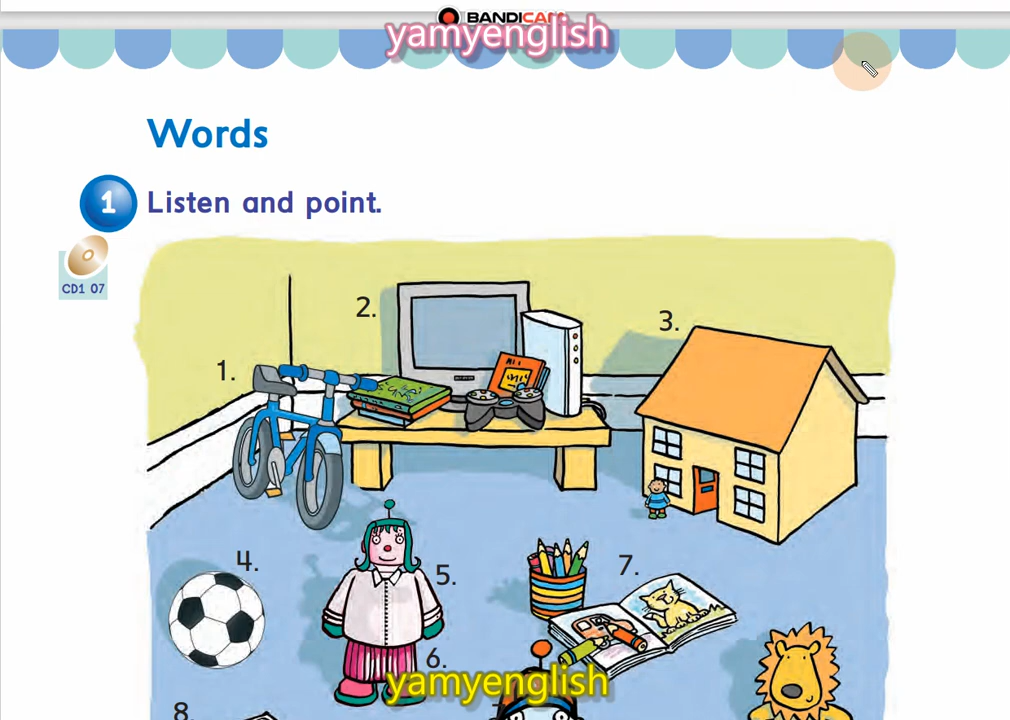 BANDICAM
yamyenglish
Words
1 Listen and point.
CD1 07
2.
3.
1.
4.
5.
7.
6.
yamyenglish
8.